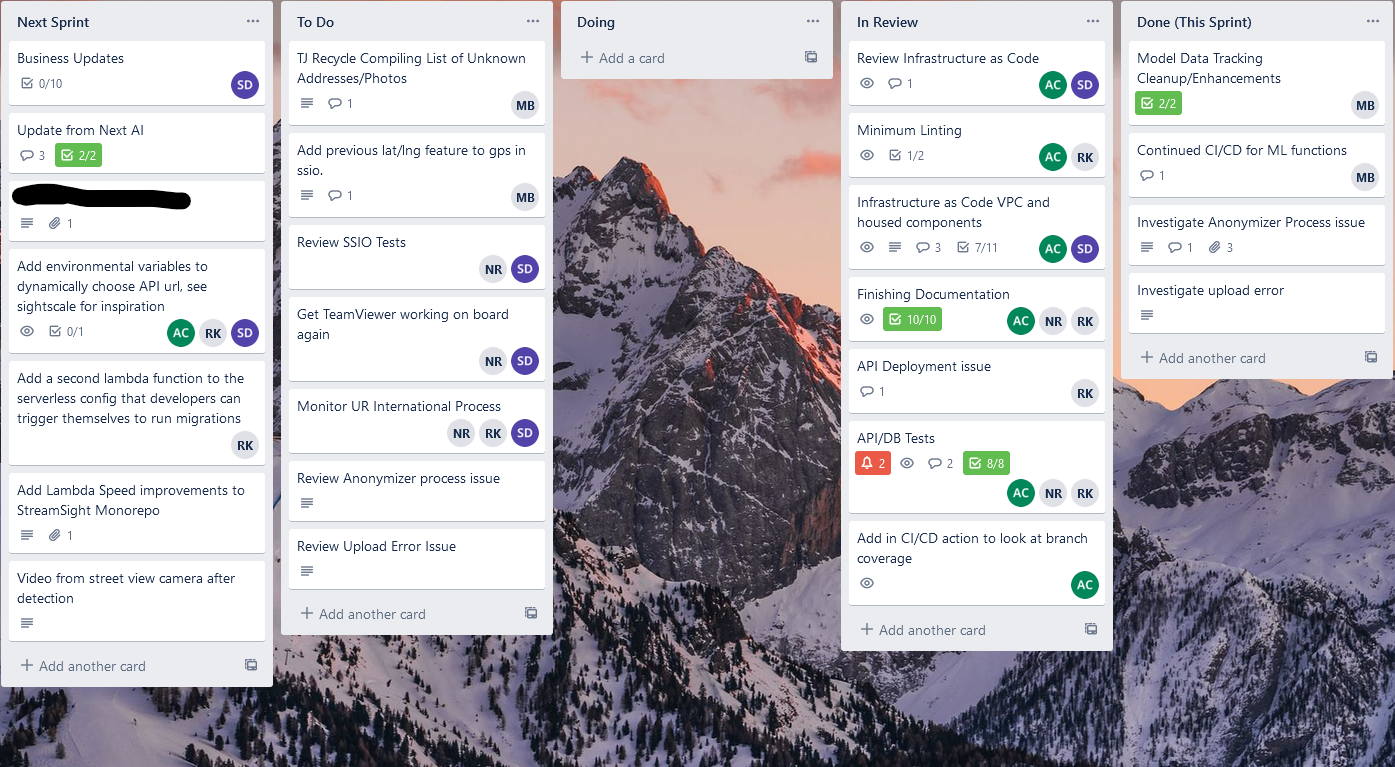 Next Sprint
Business Updates
0/10
SD
Update from Next AI
3 2/2
1
Add environmental variables to
dynamically choose API url, see
sightscale for inspiration
0/1
AC RK SD
Add a second lambda function to the
serverless config that developers can
trigger themselves to run migrations
RK
Add Lambda Speed improvements to
StreamSight Monorepo
1
Video from street view camera after
detection
+ Add another card
To Do
TJ Recycle Compiling List of Unknown
Addresses/Photos
1
MB
Add previous lat/lng feature to gps in
ssio.
1
MB
Review SSIO Tests
NR SD
Get TeamViewer working on board
again
NR SD
Monitor UR International Process
NR RK SD
Review Anonymizer process issue
Review Upload Error Issue
+ Add another card
Doing
+ Add a card
In Review
Review Infrastructure as Code
1
AC SD
Minimum Linting
1/2
AC RK
Infrastructure as Code VPC and
housed components
3 7/11
AC SD
Finishing Documentation
10/10
AC NR RK
API Deployment issue
1
RK
API/DB Tests
2 2 8/8
AC NR RK
Add in CI/CD action to look at branch
coverage
AC
+ Add another card
Done (This Sprint)
Model Data Tracking
Cleanup/Enhancements
2/2
MB
Continued CI/CD for ML functions
1
MB
Investigate Anonymizer Process issue
1 3
Investigate upload error
+ Add another card